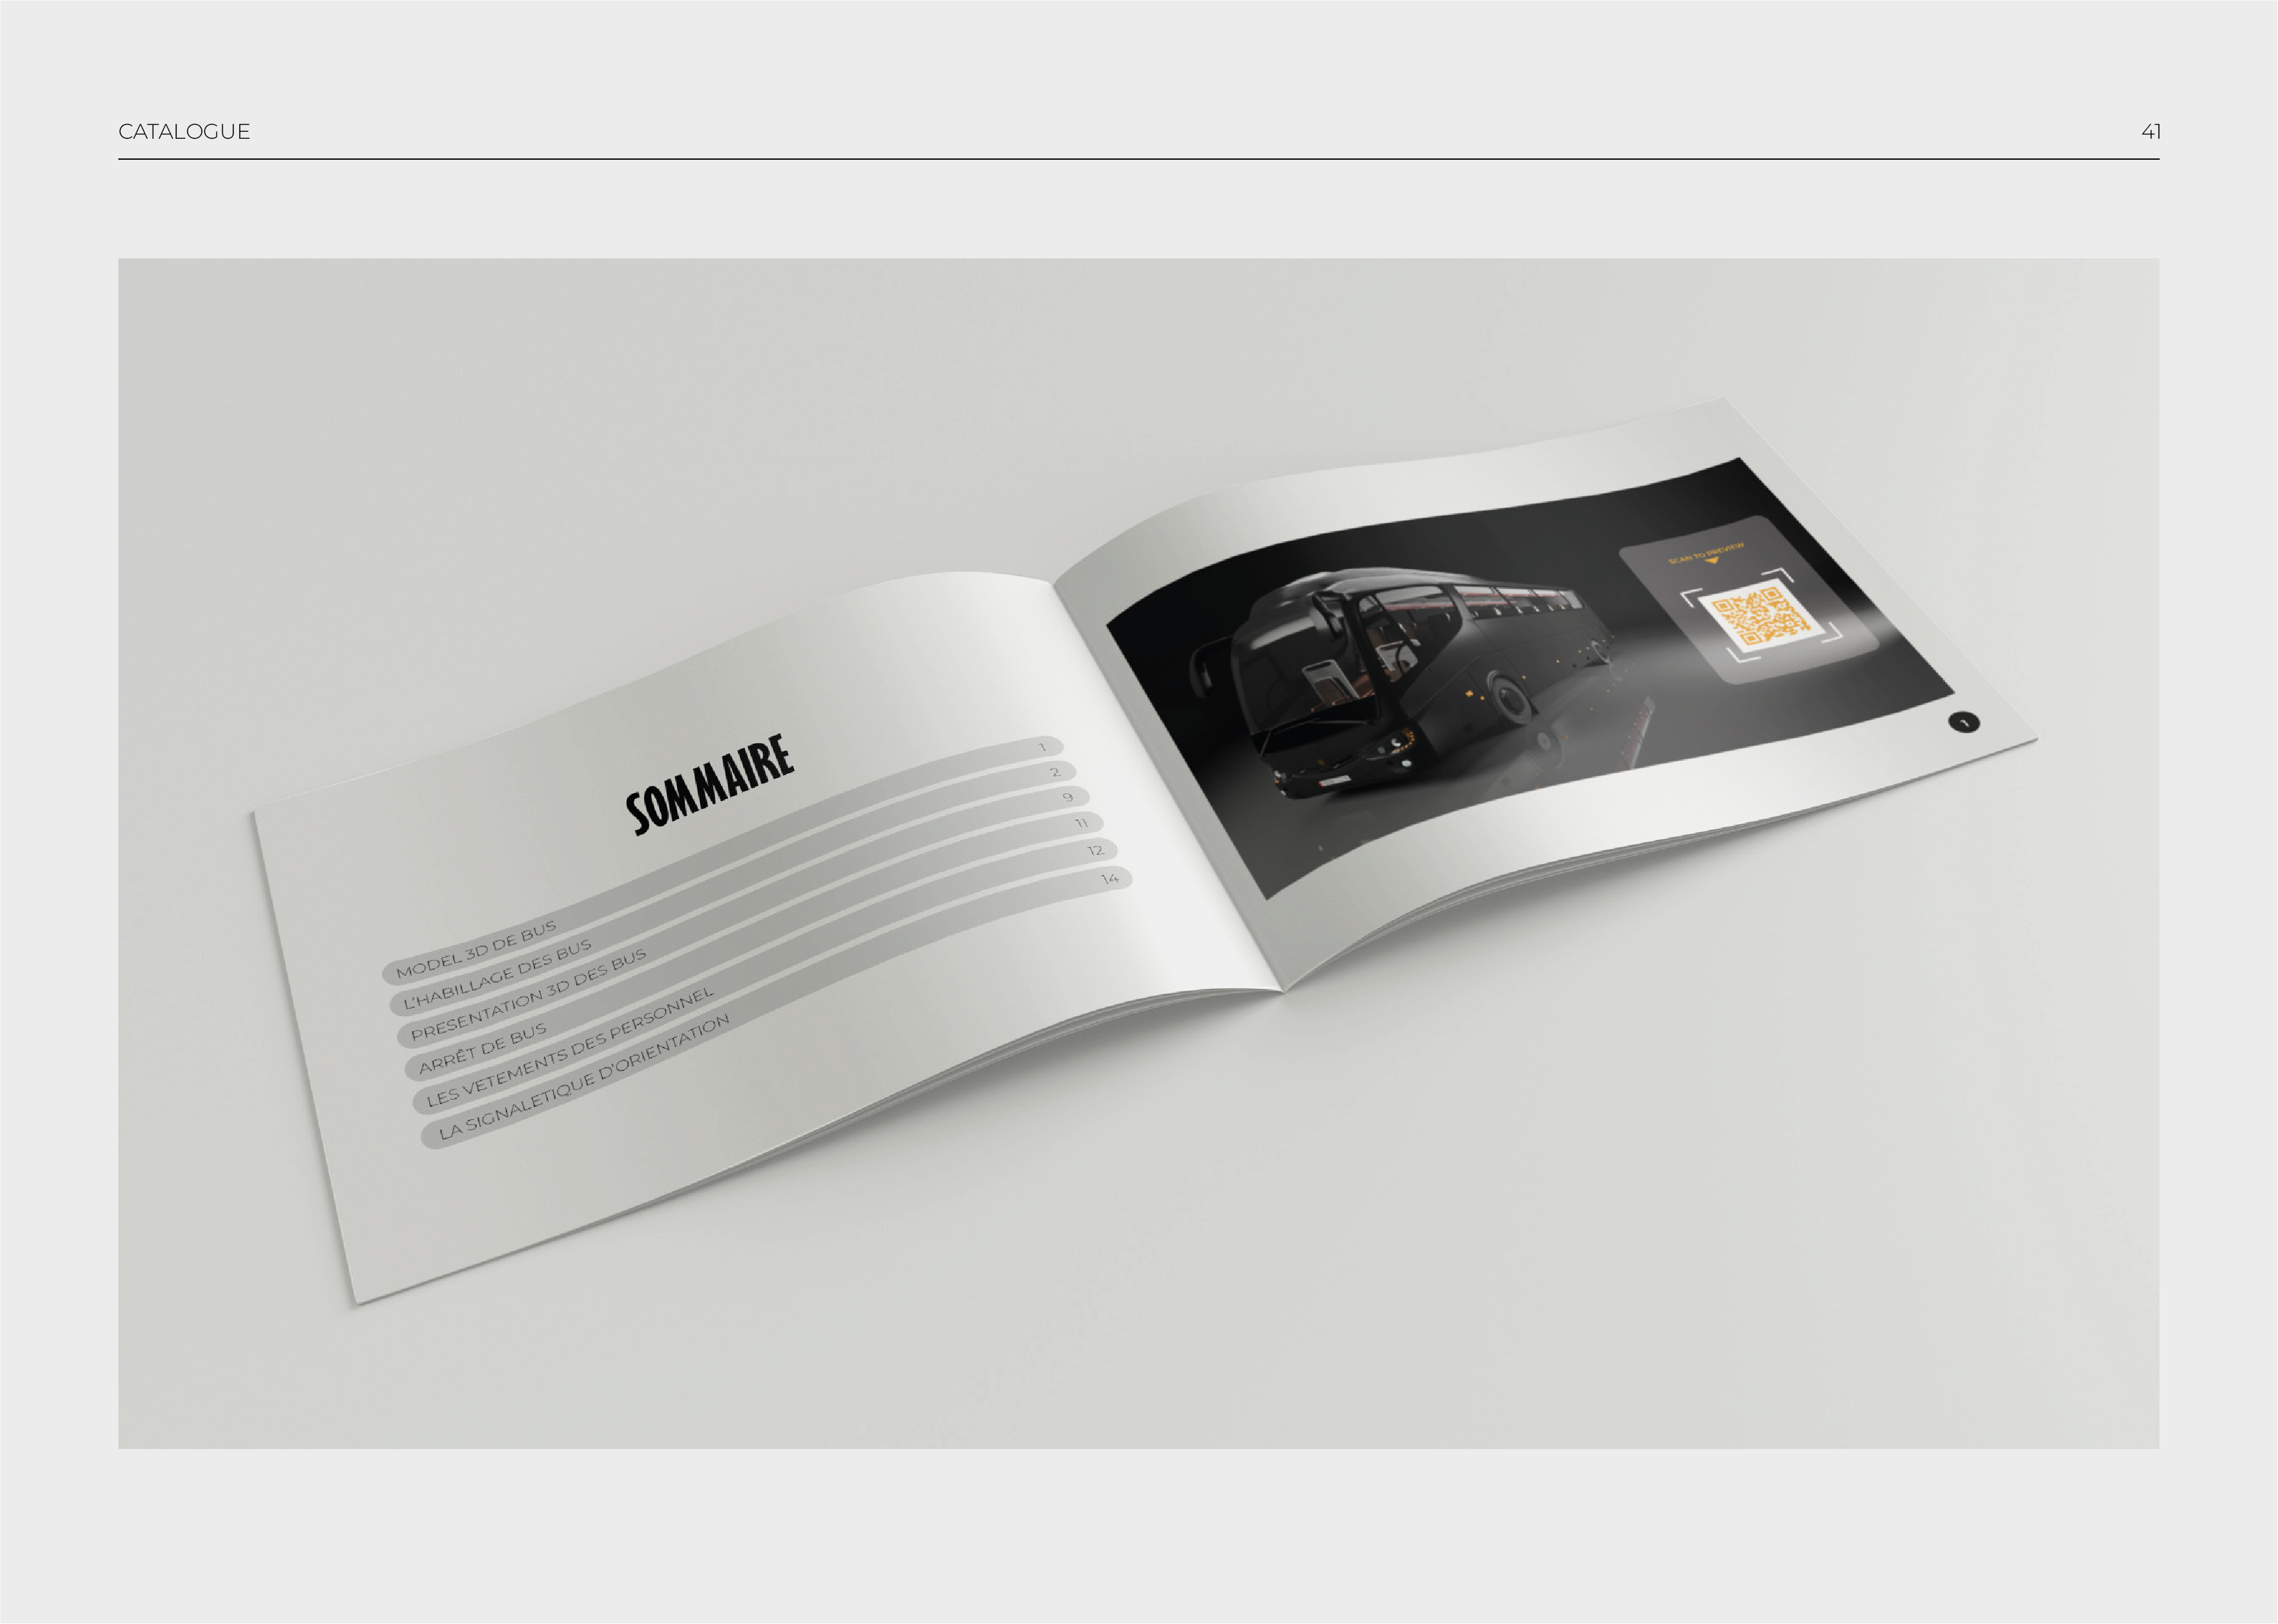 CATALOGUE
41
SOMMAIRE
MODEL 3D DE BUS 1
L'HABILLAGE DES BUS 2
PRESENTATION 3D DES BUS 9
ARRÊT DE BUS 11
LES VETEMENTS DES PERSONNEL 12
LA SIGNALETIQUE D'ORIENTATION 14
SCAN TO PREVIEW
1